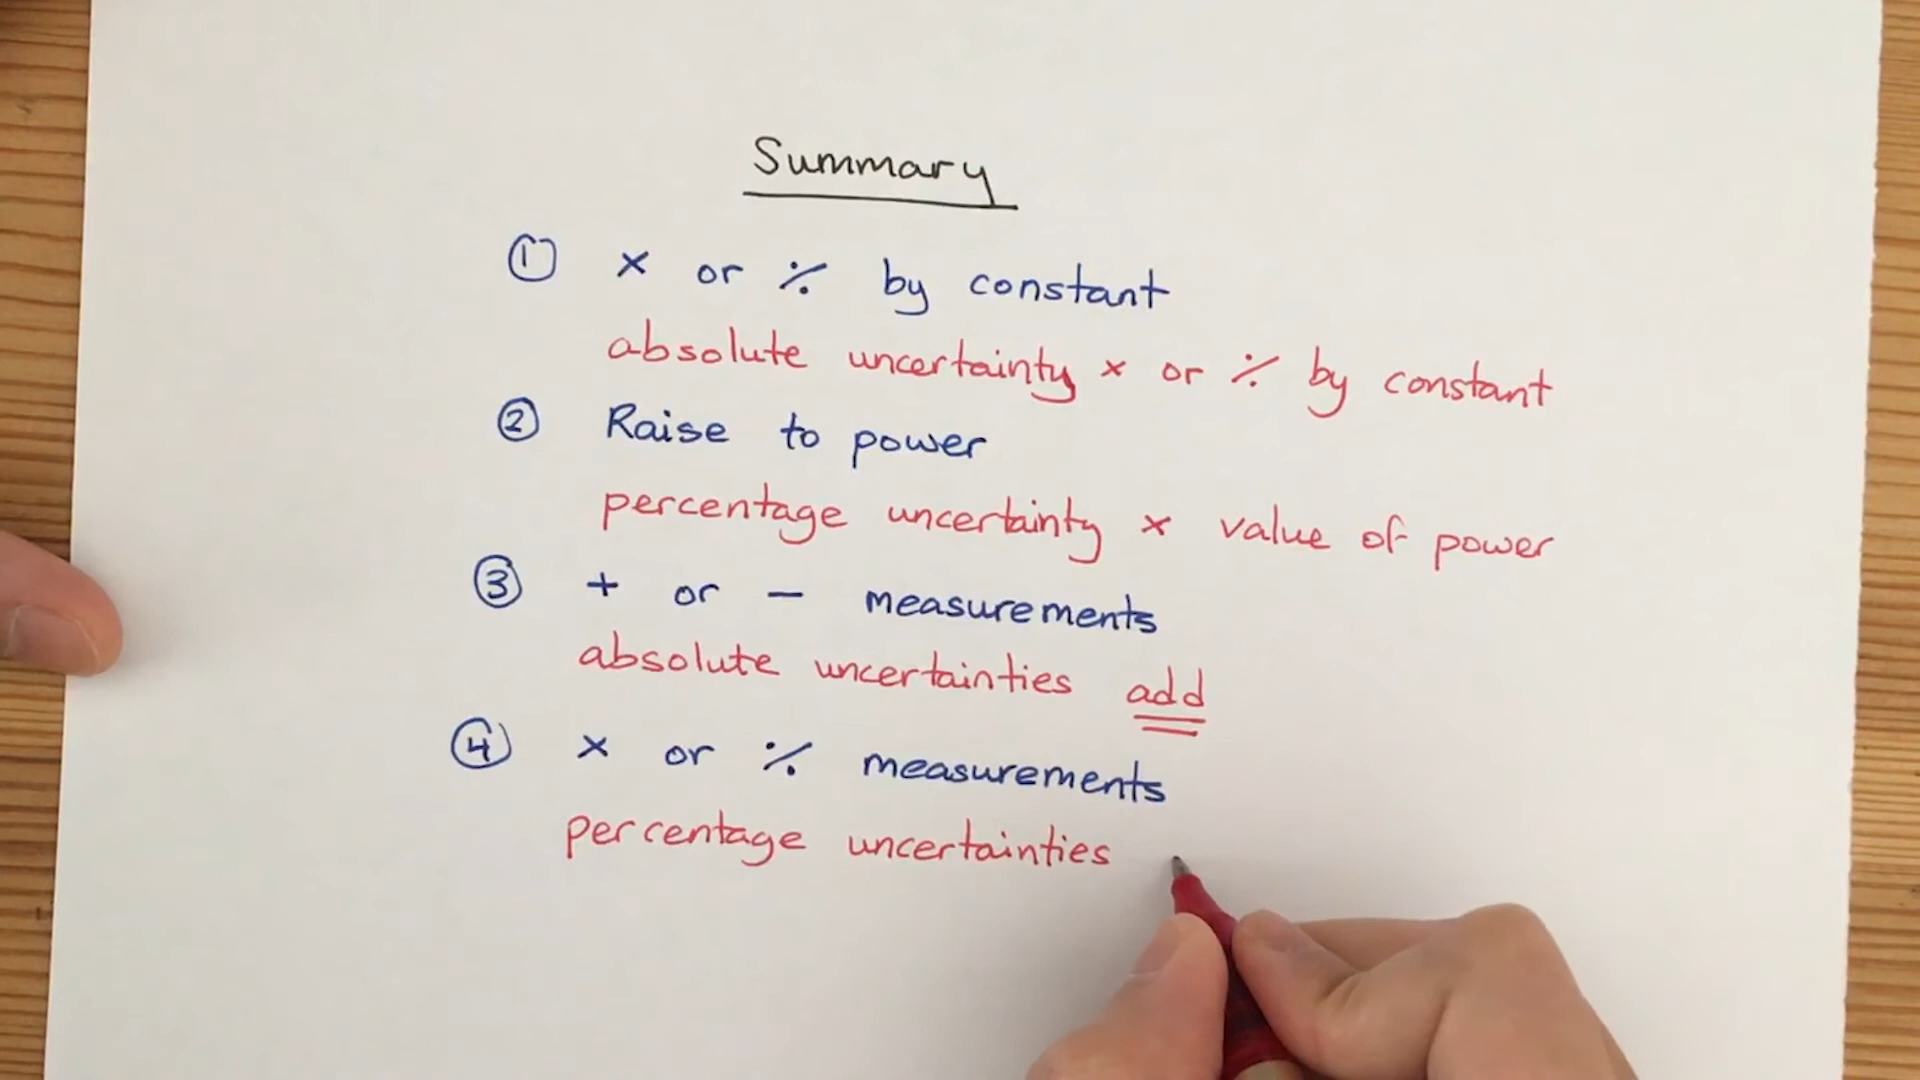 Summary
① × or ÷ by constant
absolute uncertainty × or ÷ by constant
② Raise to power
percentage uncertainty × value of power
③ + or − measurements
absolute uncertainties add
④ × or ÷ measurements
percentage uncertainties